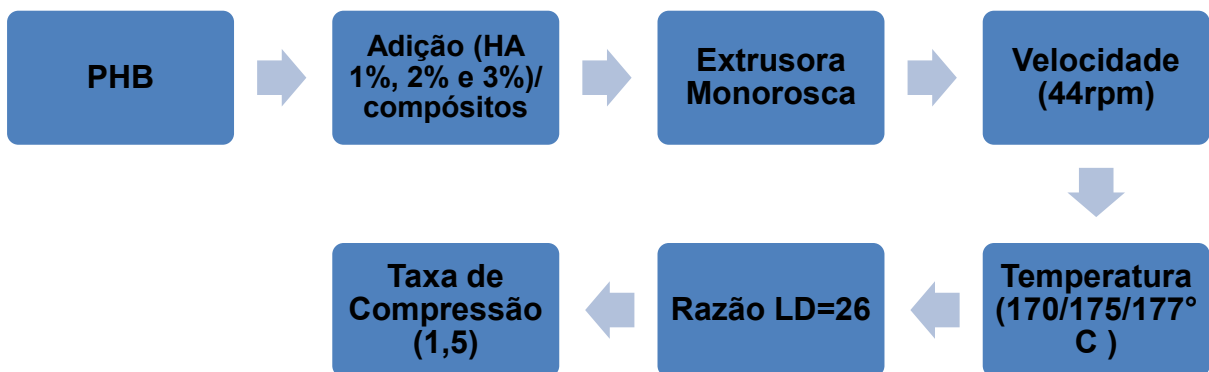 PHB
Adição (HA
1%, 2% e 3%)/
compósitos
Extrusora
Monorosca
Velocidade
(44rpm)
Temperatura
(170/175/177°
C )
Razão LD=26
Taxa de
Compressão
(1,5)